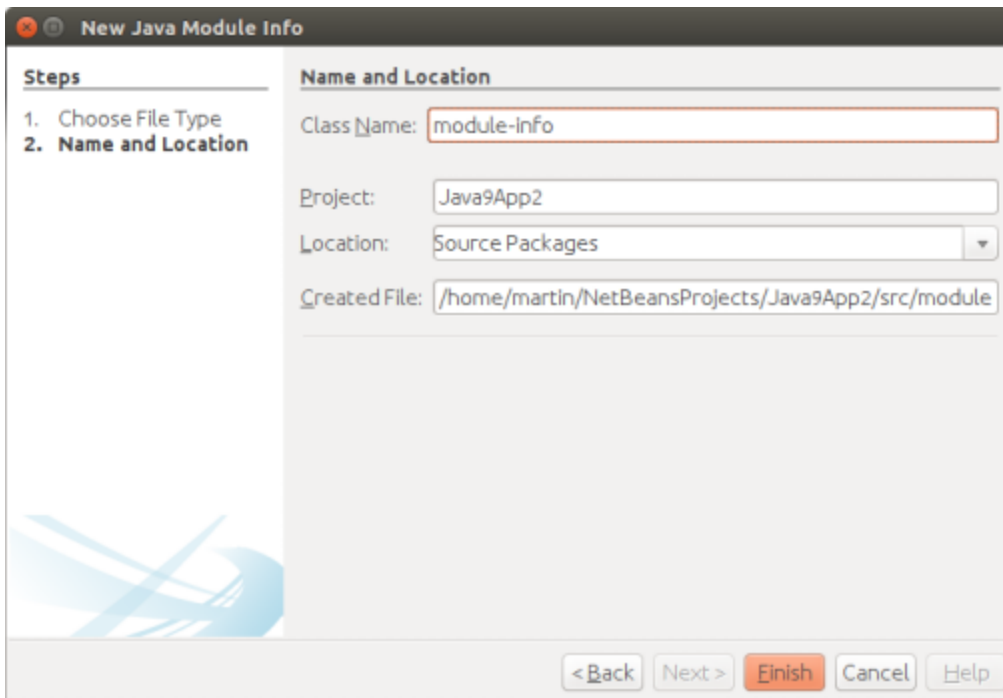 New Java Module Info
Steps
1. Choose File Type
2. Name and Location
Name and Location
Class Name: module-info
Project: Java9App2
Location: Source Packages
Created File: /home/martin/NetBeansProjects/Java9App2/src/module
< Back Next > Finish Cancel Help